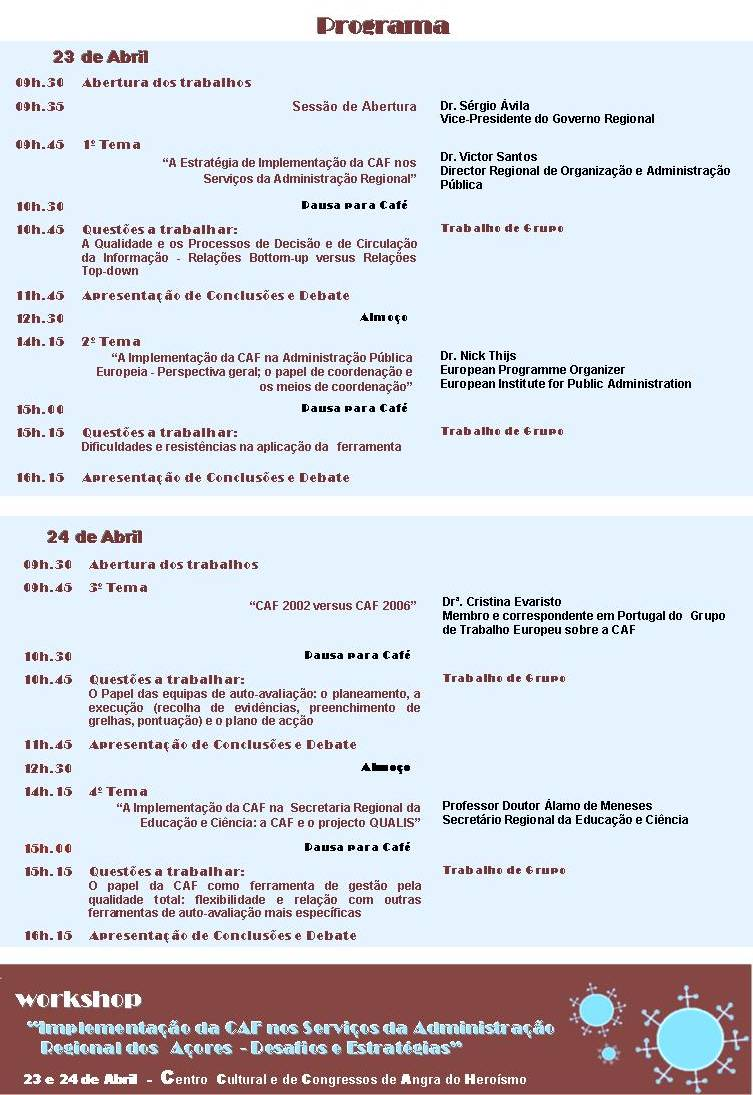 Programa
23 de Abril
09h.30 Abertura dos trabalhos
09h.35 Sessão de Abertura Dr. Sérgio Ávila
Vice-Presidente do Governo Regional
09h.45 1º Tema
“A Estratégia de Implementação da CAF nos
Serviços da Administração Regional”
Dr. Victor Santos
Director Regional de Organização e Administração
Pública
10h.30 Pausa para Café
10h.45 Questões a trabalhar: Trabalho de Grupo
A Qualidade e os Processos de Decisão e de Circulação
da Informação - Relações Bottom-up versus Relações
Top-down
11h.45 Apresentação de Conclusões e Debate
12h.30 Almoço
14h.15 2º Tema
“A Implementação da CAF na Administração Pública
Europeia - Perspectiva geral; o papel de coordenação e
os meios de coordenação”
Dr. Nick Thijs
European Programme Organizer
European Institute for Public Administration
15h.00 Pausa para Café
15h.15 Questões a trabalhar: Trabalho de Grupo
Dificuldades e resistências na aplicação da ferramenta
16h.15 Apresentação de Conclusões e Debate
24 de Abril
09h.30 Abertura dos trabalhos
09h.45 3º Tema
“CAF 2002 versus CAF 2006”
Drª. Cristina Evaristo
Membro e correspondente em Portugal do Grupo
de Trabalho Europeu sobre a CAF
10h.30 Pausa para Café
10h.45 Questões a trabalhar: Trabalho de Grupo
O Papel das equipas de auto-avaliação: o planeamento, a
execução (recolha de evidências, preenchimento de
grelhas, pontuação) e o plano de acção
11h.45 Apresentação de Conclusões e Debate
12h.30 Almoço
14h.15 4º Tema
“A Implementação da CAF na Secretaria Regional da
Educação e Ciência: a CAF e o projecto QUALIS”
Professor Doutor Álamo de Meneses
Secretário Regional da Educação e Ciência
15h.00 Pausa para Café
15h.15 Questões a trabalhar: Trabalho de Grupo
O papel da CAF como ferramenta de gestão pela
qualidade total: flexibilidade e relação com outras
ferramentas de auto-avaliação mais específicas
16h.15 Apresentação de Conclusões e Debate
workshop
“Implementação da CAF nos Serviços da Administração
Regional dos Açores - Desafios e Estratégias”
23 e 24 de Abril - Centro Cultural e de Congressos de Angra do Heroísmo